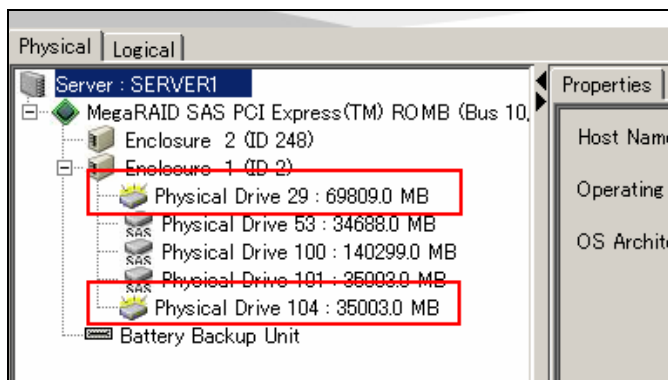 Physical Logical
Server : SERVER1
Properties
MegaRAID SAS PCI Express(TM) ROMB (Bus 10,
Enclosure 2 (ID 248)
Host Name
Enclosure 1 (ID 2)
Physical Drive 29 : 69809.0 MB
Operating
SAS Physical Drive 53 : 34688.0 MB
SAS Physical Drive 100 : 140299.0 MB
OS Archite
SAS Physical Drive 101 : 35003.0 MB
Physical Drive 104 : 35003.0 MB
Battery Backup Unit